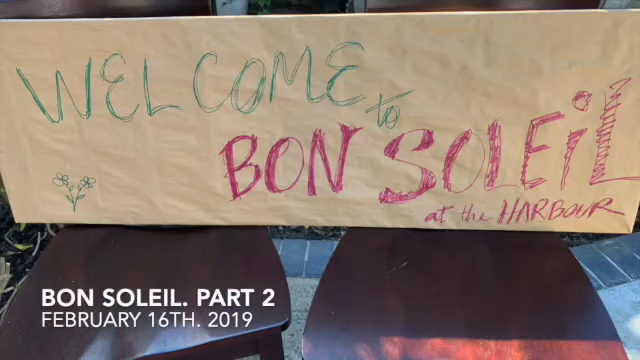 WELCOME to
BON SOLEiL
at the HARBOUR
BON SOLEIL. PART 2
FEBRUARY 16TH. 2019